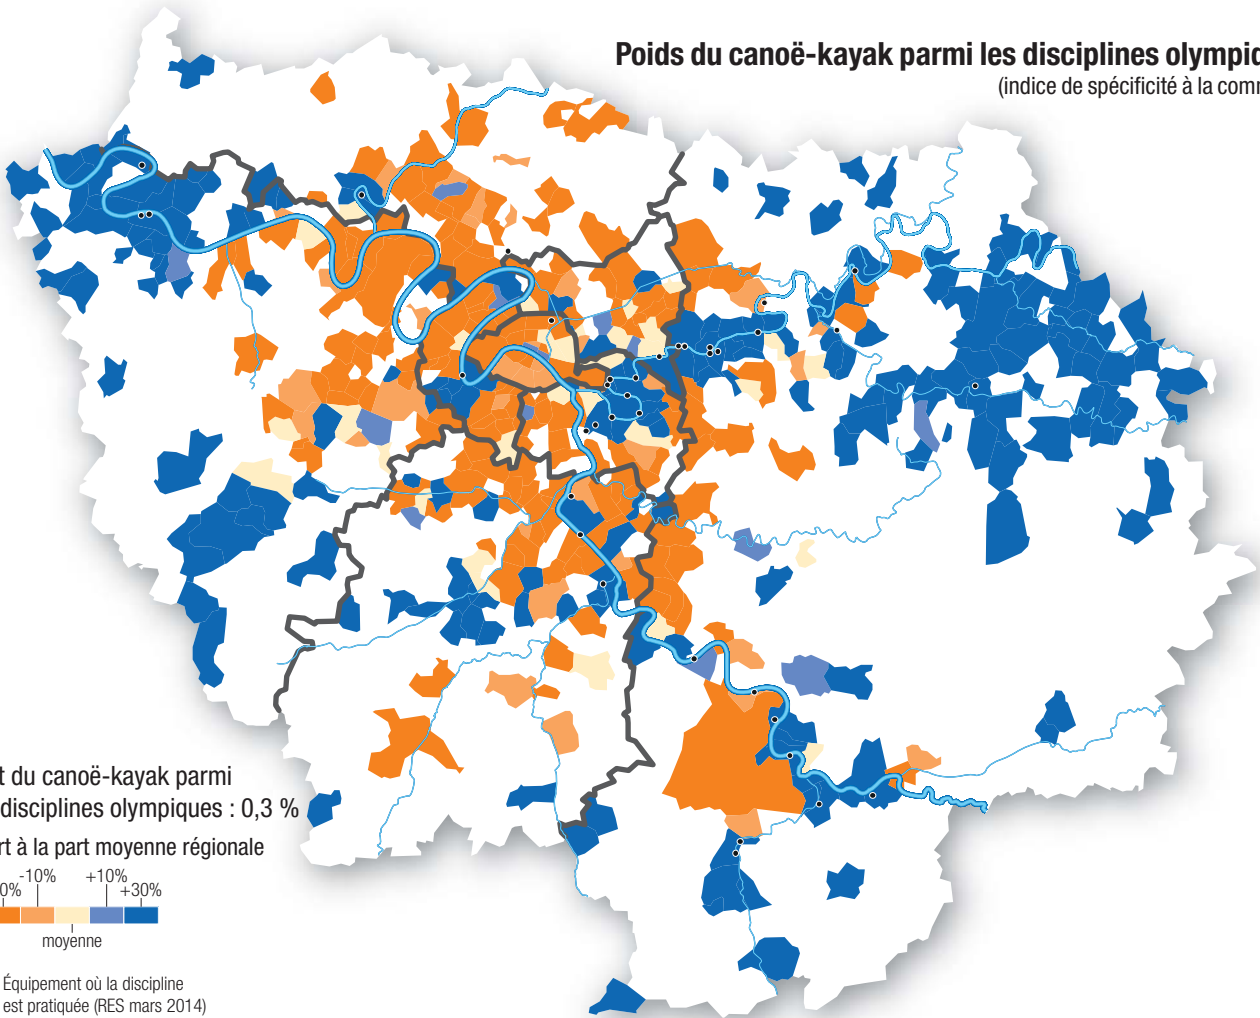 Poids du canoë-kayak parmi les disciplines olympiq
(indice de spécificité à la comm
t du canoë-kayak parmi
disciplines olympiques : 0,3 %
rt à la part moyenne régionale
0% -10% +10% +30%
moyenne
Équipement où la discipline
est pratiquée (RES mars 2014)